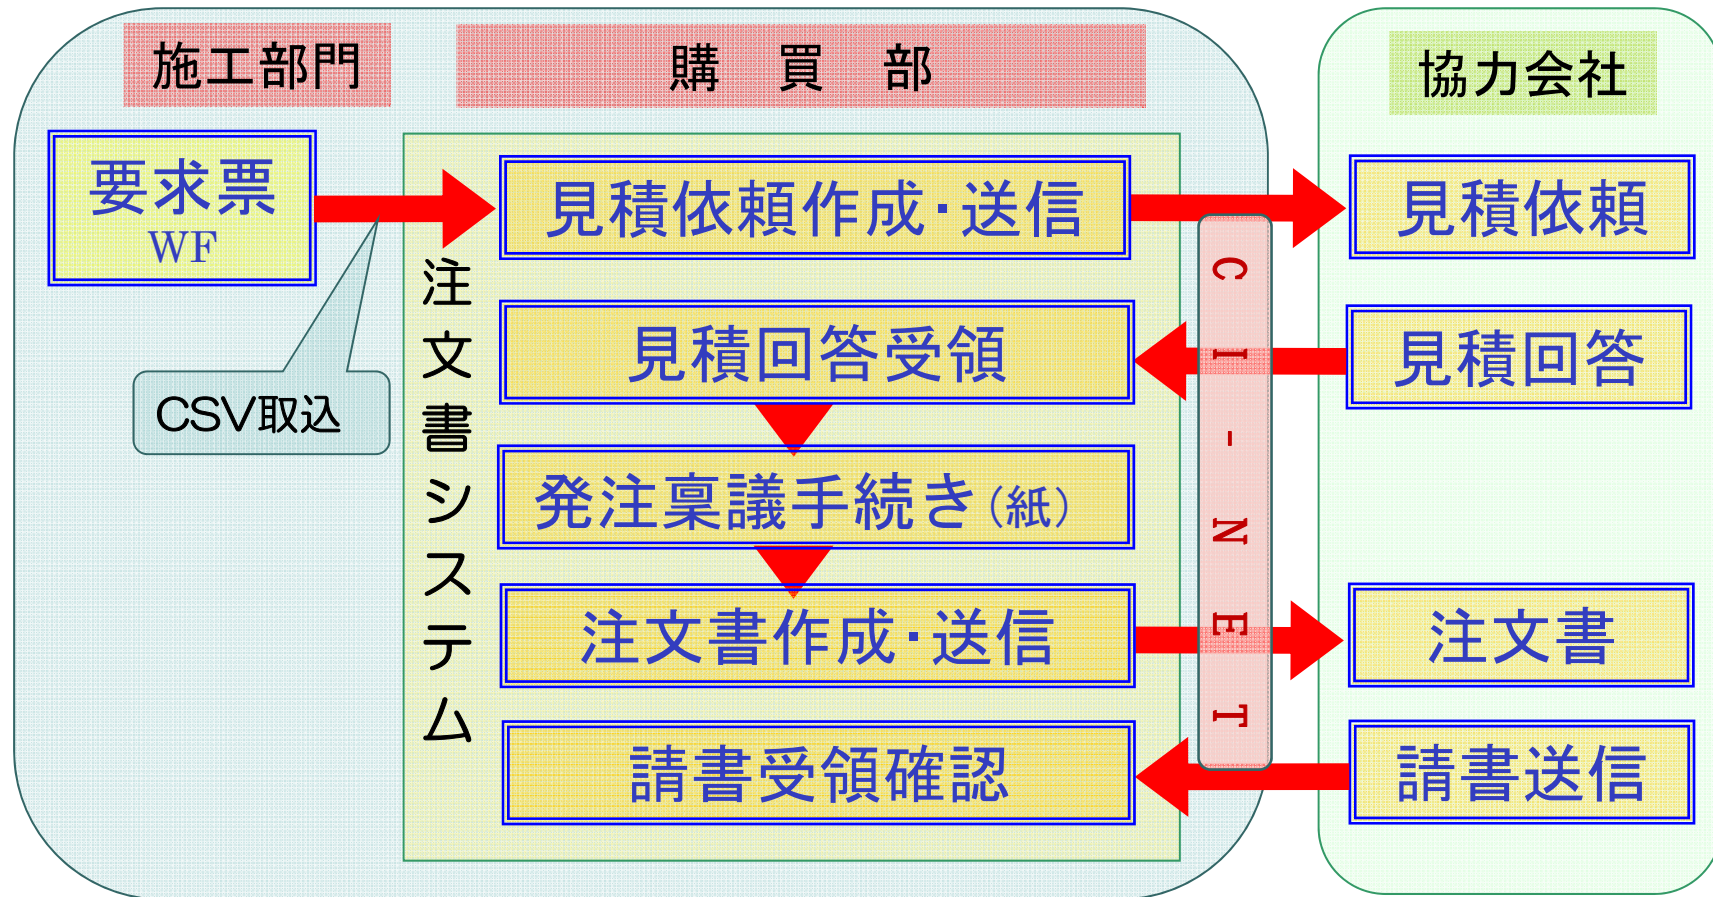 施工部門
購買部
協力会社
要求票
WF
CSV取込
注文書システム
見積依頼作成・送信
見積回答受領
発注稟議手続き(紙)
注文書作成・送信
請書受領確認
CI-NET
見積依頼
見積回答
注文書
請書送信